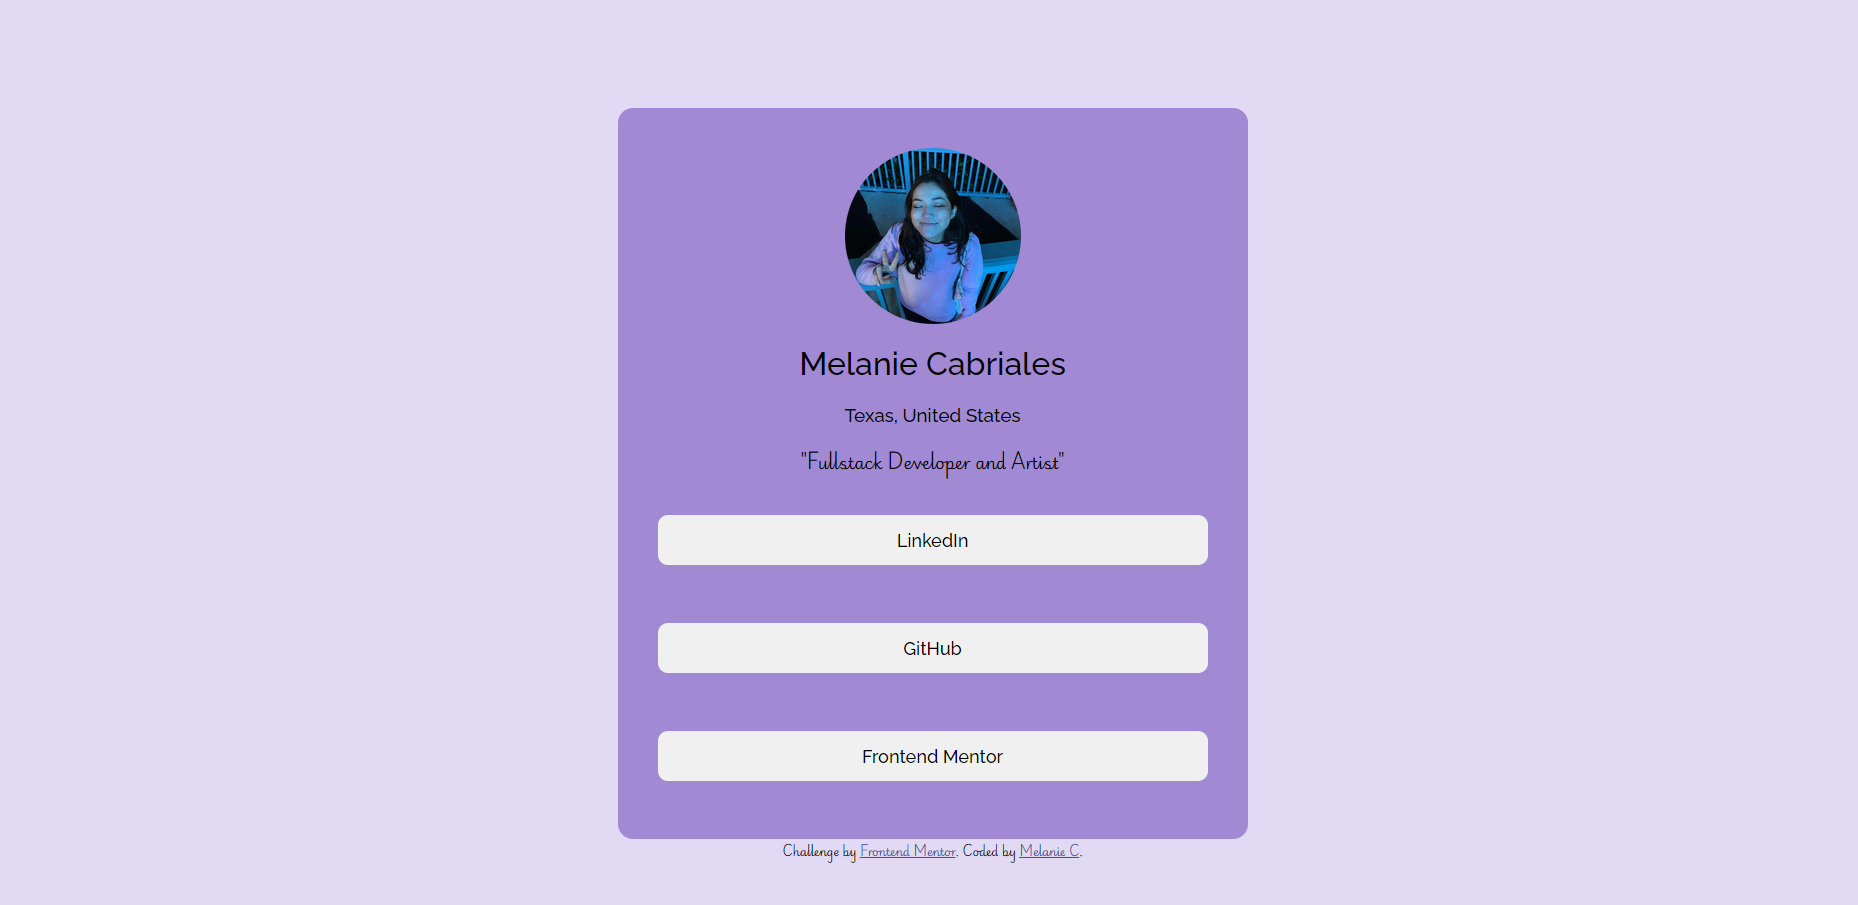 Melanie Cabriales
Texas, United States
"Fullstack Developer and Artist"
LinkedIn
GitHub
Frontend Mentor
Challenge by Frontend Mentor. Coded by Melanie C.